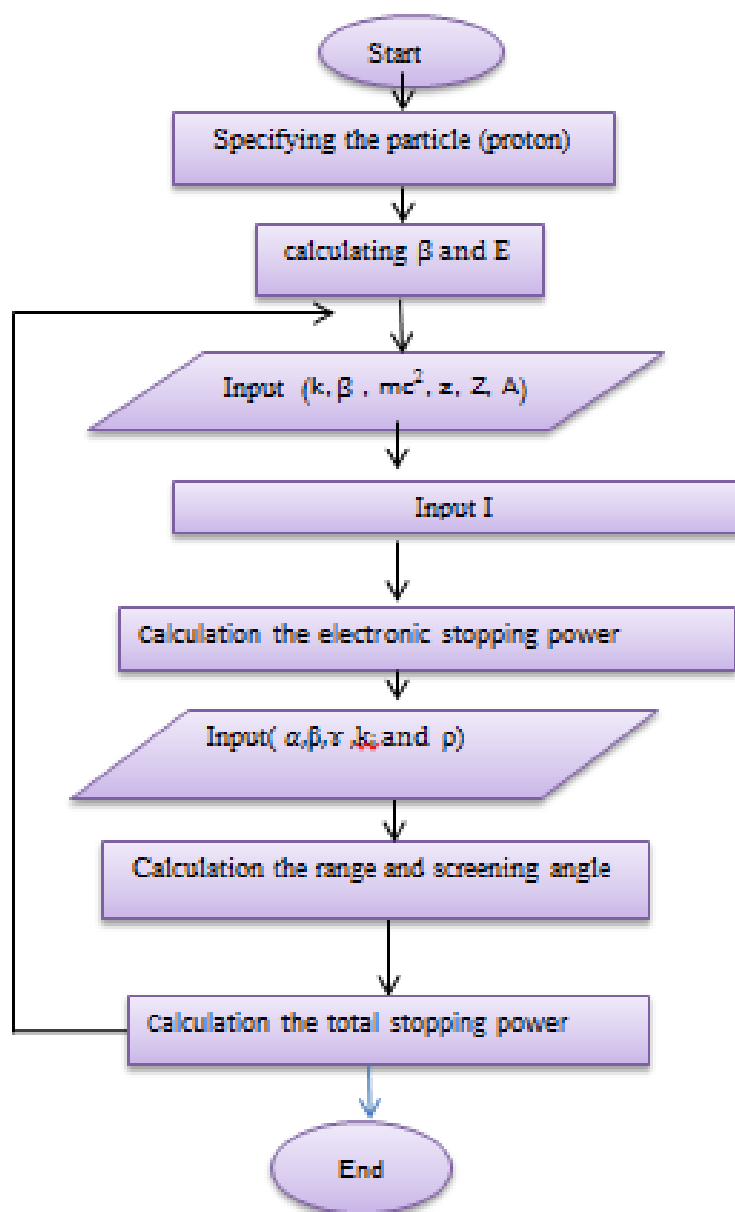 Start
Specifying the particle (proton)
calculating β and E
Input (k, β , mc², z, Z, A)
Input I
Calculation the electronic stopping power
Input( α,β,γ ,kᵢ,and ρ)
Calculation the range and screening angle
Calculation the total stopping power
End